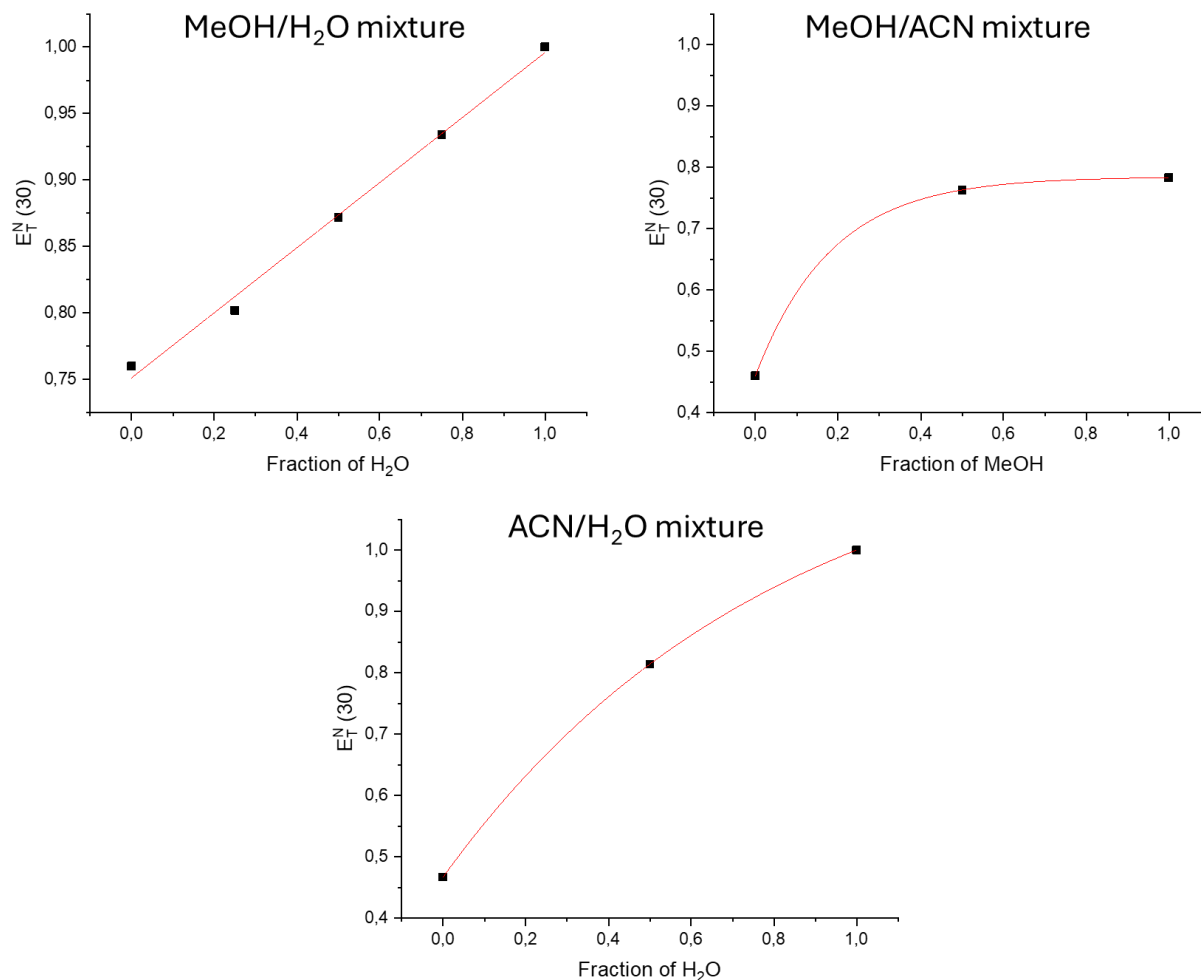 MeOH/H₂O mixture
E_T^N (30)
1,00
0,95
0,90
0,85
0,80
0,75
0,0 0,2 0,4 0,6 0,8 1,0
Fraction of H₂O
MeOH/ACN mixture
E_T^N (30)
1,0
0,9
0,8
0,7
0,6
0,5
0,4
0,0 0,2 0,4 0,6 0,8 1,0
Fraction of MeOH
ACN/H₂O mixture
E_T^N (30)
1,0
0,9
0,8
0,7
0,6
0,5
0,4
0,0 0,2 0,4 0,6 0,8 1,0
Fraction of H₂O